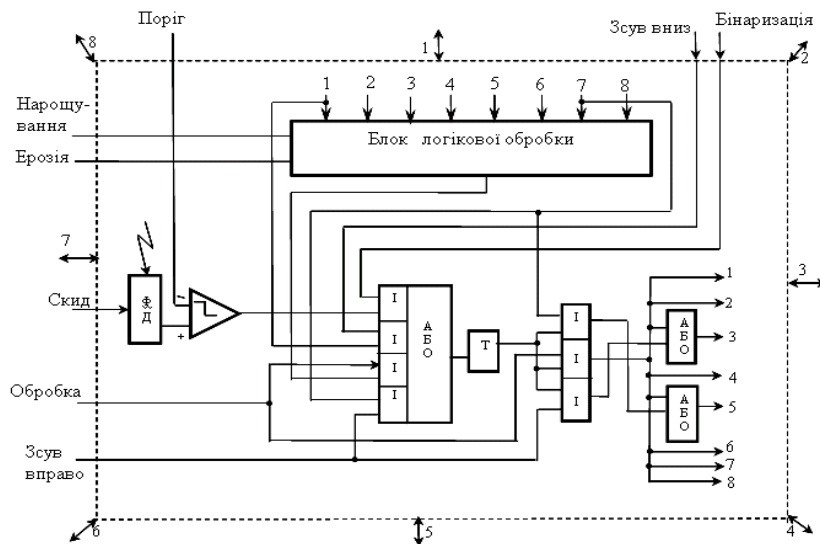 Поріг
Зсув вниз
Бінаризація
8
1
2
1 2 3 4 5 6 7 8
Нарощу-
вання
Блок логікової обробки
Ерозія
7
3
Скид
ФД
-
+
І
І
І
І
АБО
Т
І
І
І
АБО
АБО
1
2
3
4
5
6
7
8
Обробка
Зсув
вправо
6
5
4